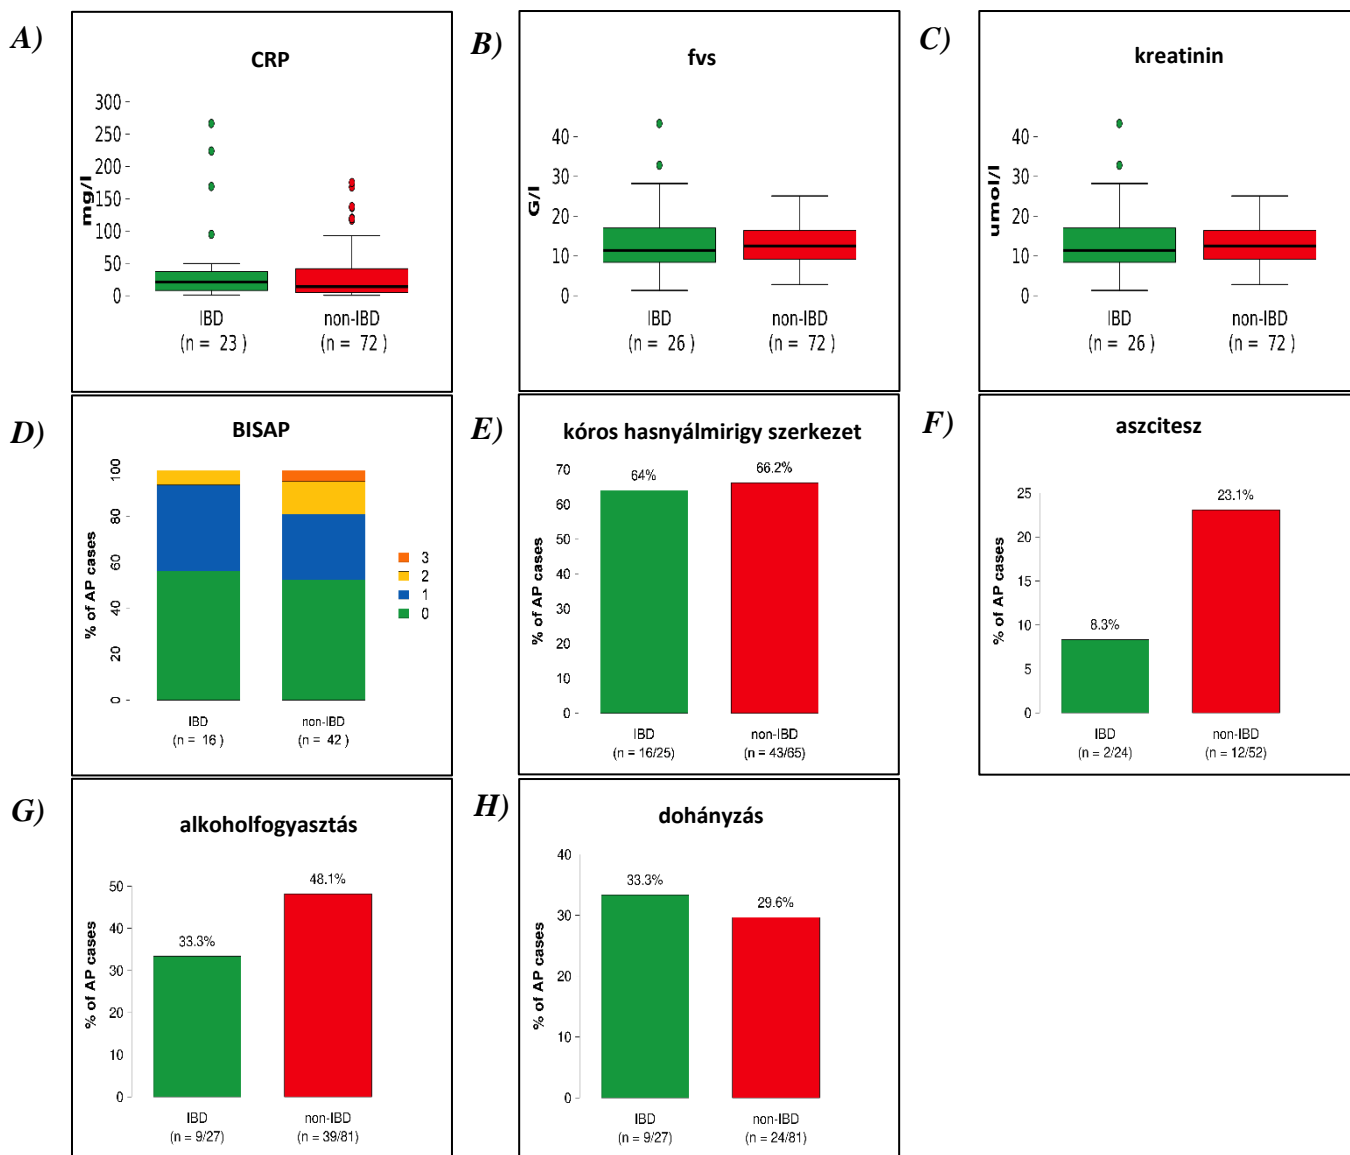 A)
CRP
mg/l
300
250
200
150
100
50
0
IBD
(n = 23 )
non-IBD
(n = 72 )
B)
fvs
G/l
40
30
20
10
0
IBD
(n = 26 )
non-IBD
(n = 72 )
C)
kreatinin
umol/l
40
30
20
10
0
IBD
(n = 26 )
non-IBD
(n = 72 )
D)
BISAP
% of AP cases
100
80
60
40
20
0
3
2
1
0
IBD
(n = 16 )
non-IBD
(n = 42 )
E)
kóros hasnyálmirigy szerkezet
% of AP cases
70
60
50
40
30
20
10
0
64%
66.2%
IBD
(n = 16/25)
non-IBD
(n = 43/65)
F)
aszcitesz
% of AP cases
25
20
15
10
5
0
8.3%
23.1%
IBD
(n = 2/24)
non-IBD
(n = 12/52)
G)
alkoholfogyasztás
% of AP cases
50
40
30
20
10
0
33.3%
48.1%
IBD
(n = 9/27)
non-IBD
(n = 39/81)
H)
dohányzás
% of AP cases
40
30
20
10
0
33.3%
29.6%
IBD
(n = 9/27)
non-IBD
(n = 24/81)